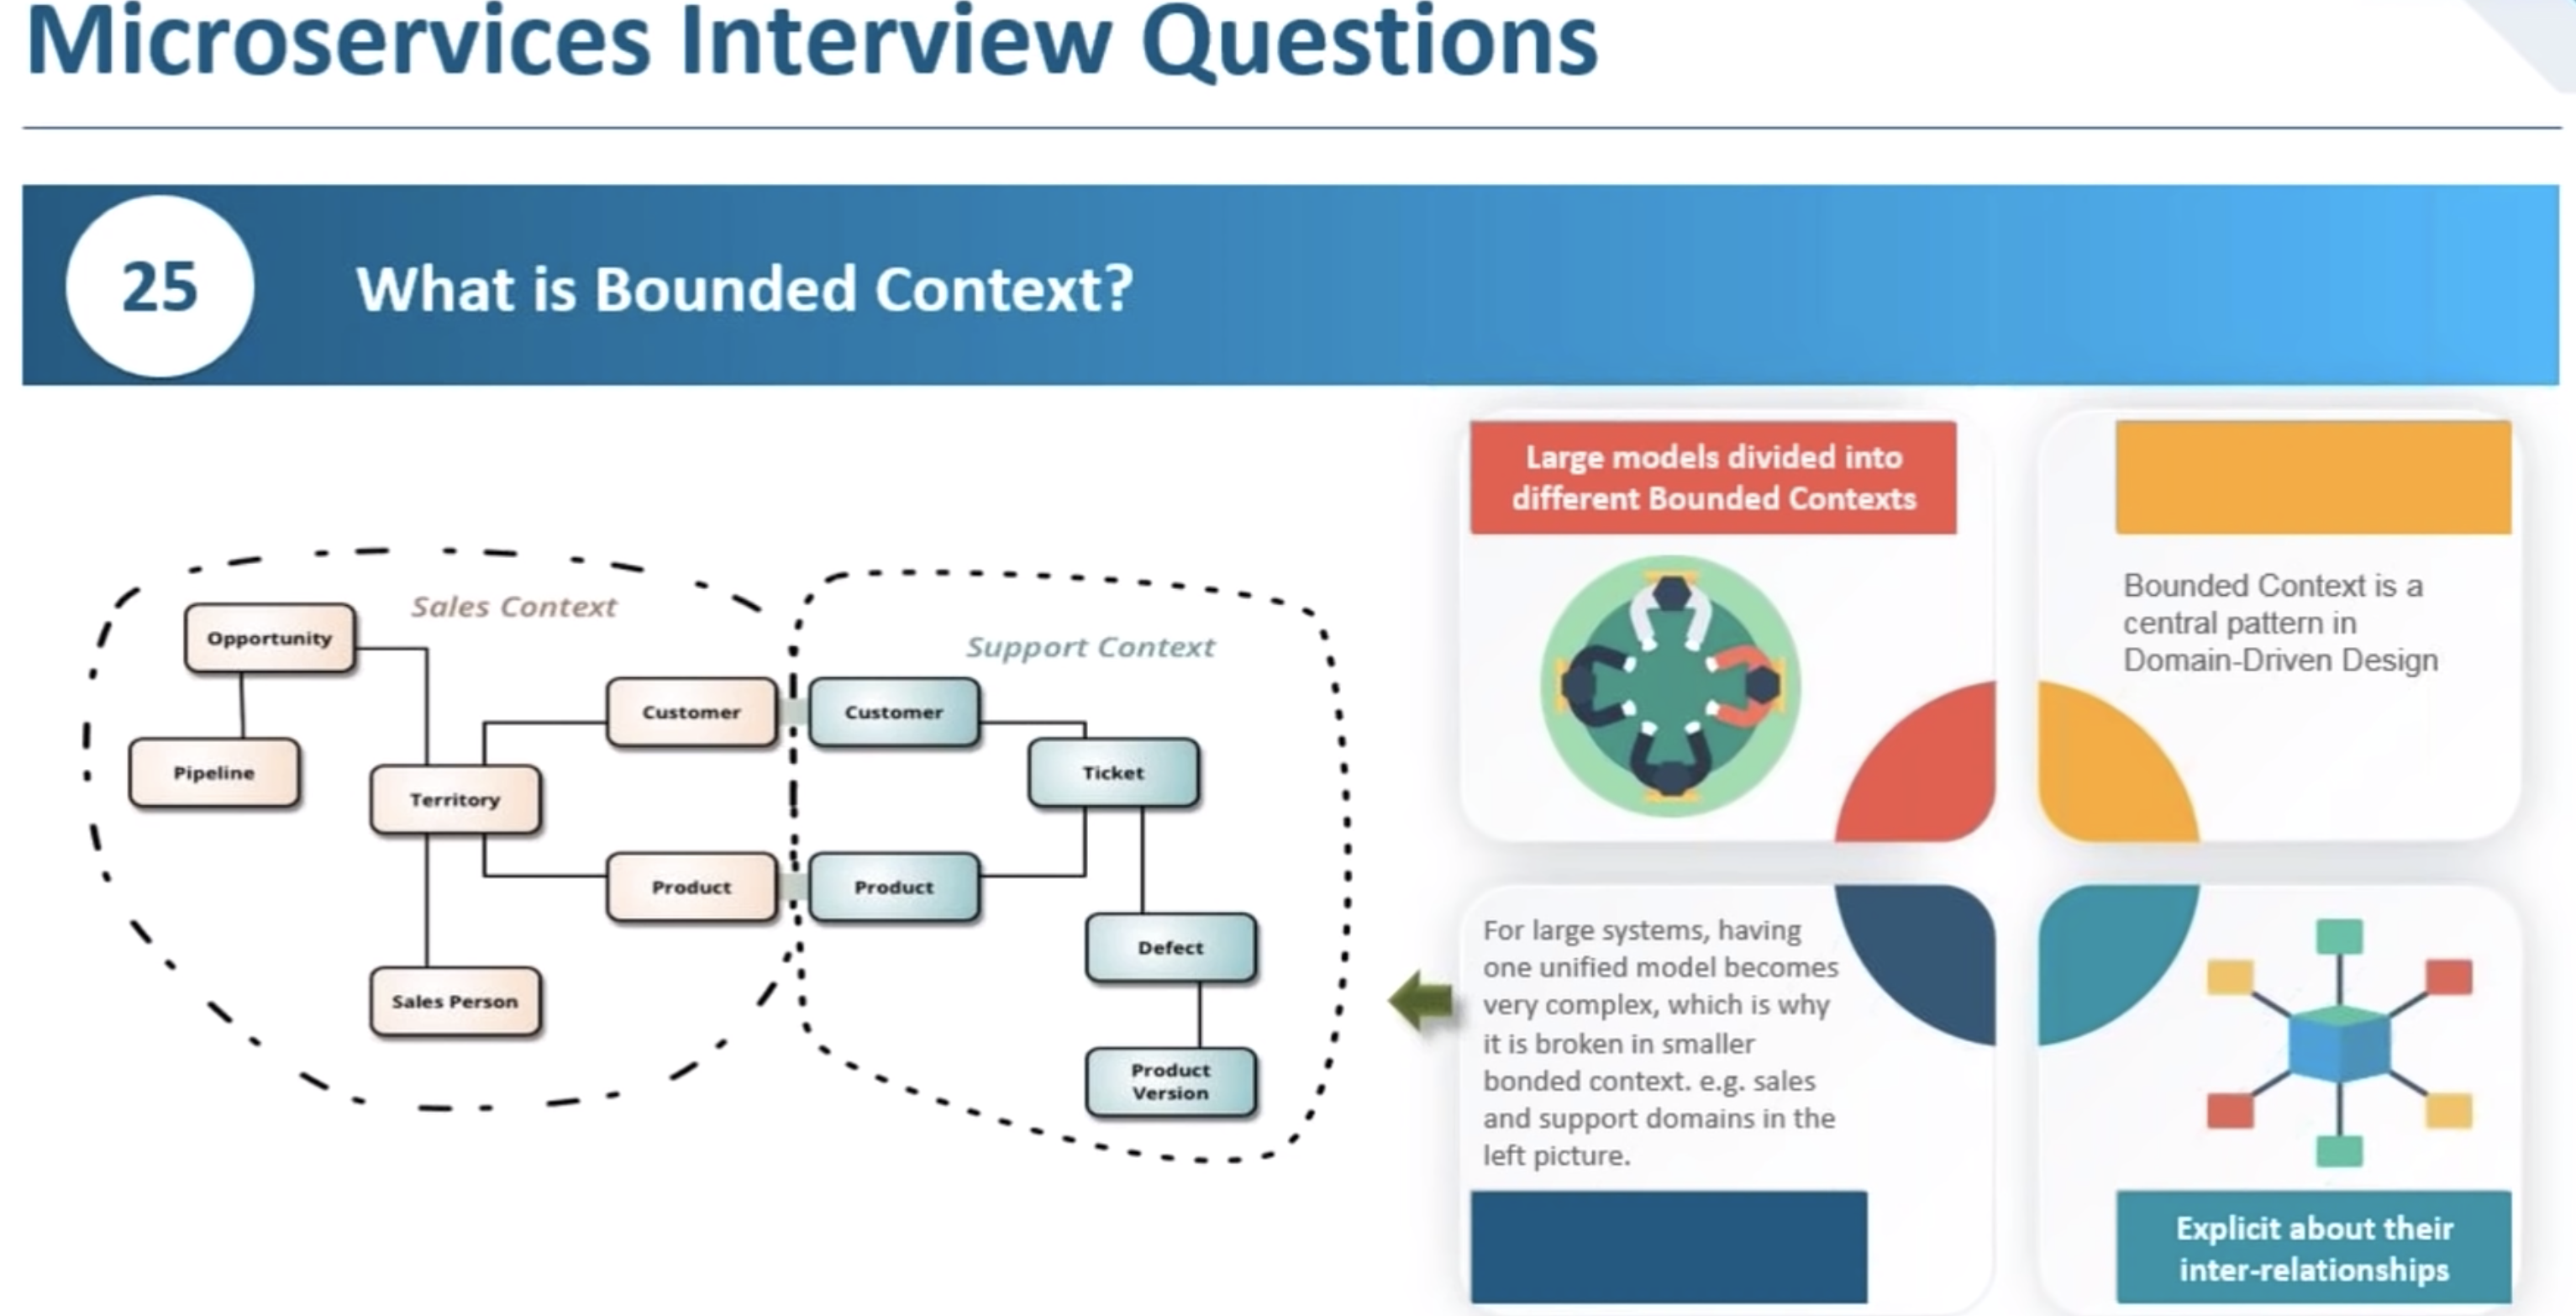 Microservices Interview Questions
25
What is Bounded Context?
Sales Context
Opportunity
Pipeline
Territory
Customer
Product
Sales Person
Support Context
Customer
Ticket
Product
Defect
Product
Version
Large models divided into
different Bounded Contexts
Bounded Context is a
central pattern in
Domain-Driven Design
For large systems, having
one unified model becomes
very complex, which is why
it is broken in smaller
bonded context. e.g. sales
and support domains in the
left picture.
Explicit about their
inter-relationships